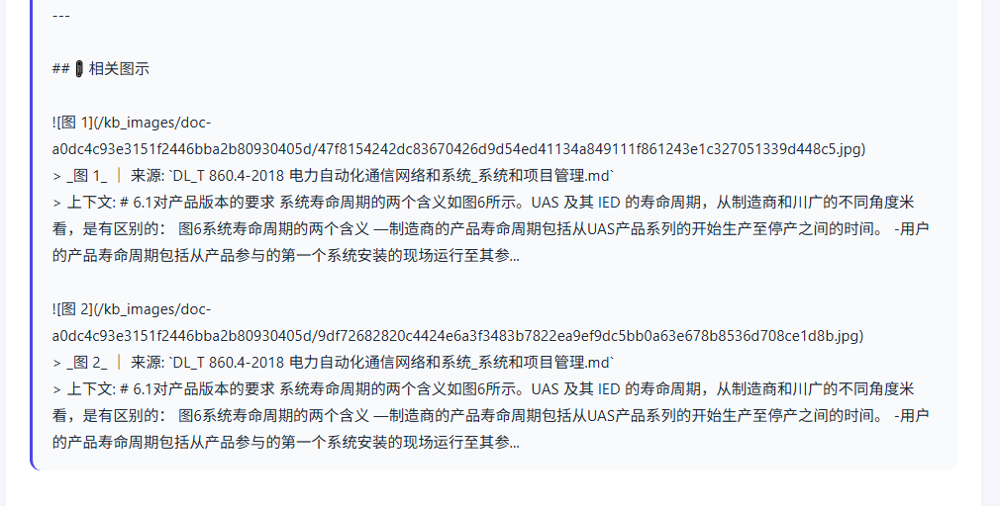 ---
## 相关图示
![图 1](/kb_images/doc-
a0dc4c93e3151f2446bba2b80930405d/47f8154242dc83670426d9d54ed41134a849111f861243e1c327051339d448c5.jpg)
> _图 1_ | 来源: `DL_T 860.4-2018 电力自动化通信网络和系统_系统和项目管理.md`
> 上下文: # 6.1对产品版本的要求 系统寿命周期的两个含义如图6所示。UAS 及其 IED 的寿命周期，从制造商和川广的不同角度米
看，是有区别的： 图6系统寿命周期的两个含义 —制造商的产品寿命周期包括从UAS产品系列的开始生产至停产之间的时间。 -用户
的产品寿命周期包括从产品参与的第一个系统安装的现场运行至其参...
![图 2](/kb_images/doc-
a0dc4c93e3151f2446bba2b80930405d/9df72682820c4424e6a3f3483b7822ea9ef9dc5bb0a63e678b8536d708ce1d8b.jpg)
> _图 2_ | 来源: `DL_T 860.4-2018 电力自动化通信网络和系统_系统和项目管理.md`
> 上下文: # 6.1对产品版本的要求 系统寿命周期的两个含义如图6所示。UAS 及其 IED 的寿命周期，从制造商和川广的不同角度米
看，是有区别的： 图6系统寿命周期的两个含义 —制造商的产品寿命周期包括从UAS产品系列的开始生产至停产之间的时间。 -用户
的产品寿命周期包括从产品参与的第一个系统安装的现场运行至其参...